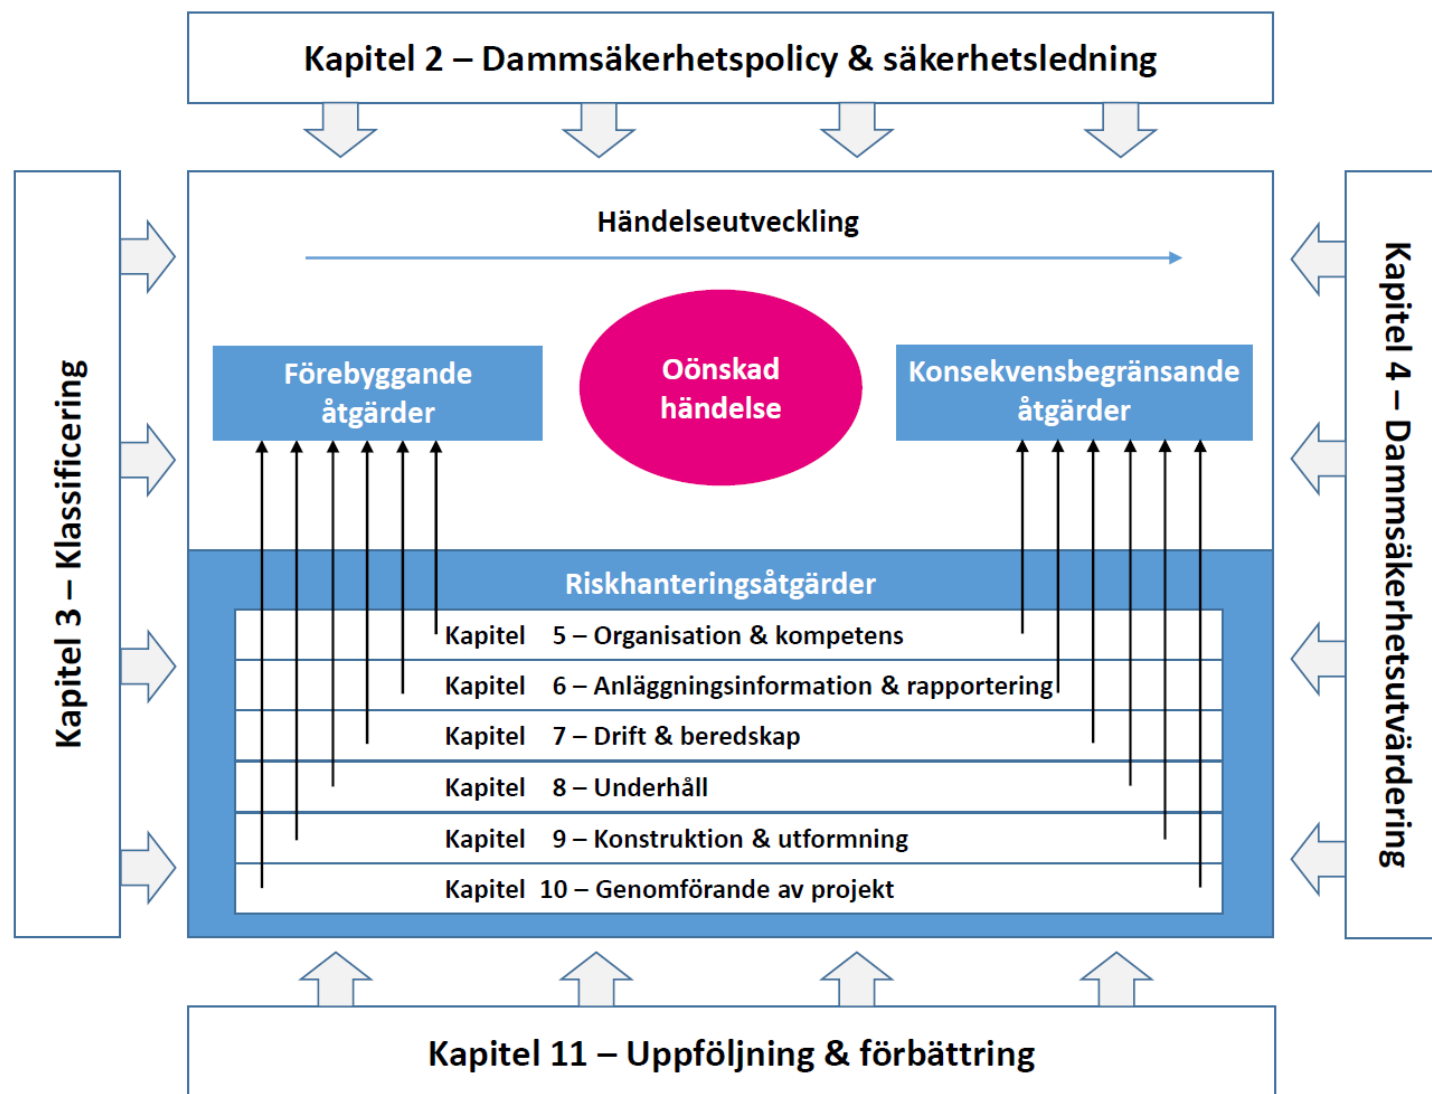 Kapitel 2 – Dammsäkerhetspolicy & säkerhetsledning
Kapitel 3 – Klassificering
Händelseutveckling
Förebyggande
åtgärder
Oönskad
händelse
Konsekvensbegränsande
åtgärder
Kapitel 4 – Dammsäkerhetsutvärdering
Riskhanteringsåtgärder
Kapitel 5 – Organisation & kompetens
Kapitel 6 – Anläggningsinformation & rapportering
Kapitel 7 – Drift & beredskap
Kapitel 8 – Underhåll
Kapitel 9 – Konstruktion & utformning
Kapitel 10 – Genomförande av projekt
Kapitel 11 – Uppföljning & förbättring